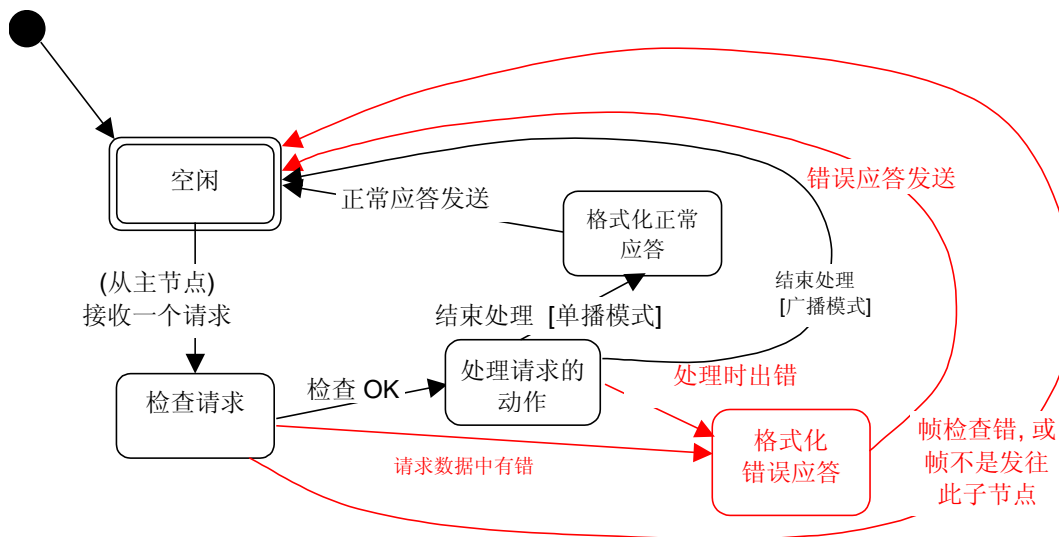 空闲
正常应答发送
格式化正常
应答
错误应答发送
(从主节点)
接收一个请求
结束处理
[广播模式]
结束处理 [单播模式]
检查请求
检查 OK
处理请求的
动作
处理时出错
请求数据中有错
格式化
错误应答
帧检查错, 或
帧不是发往
此子节点